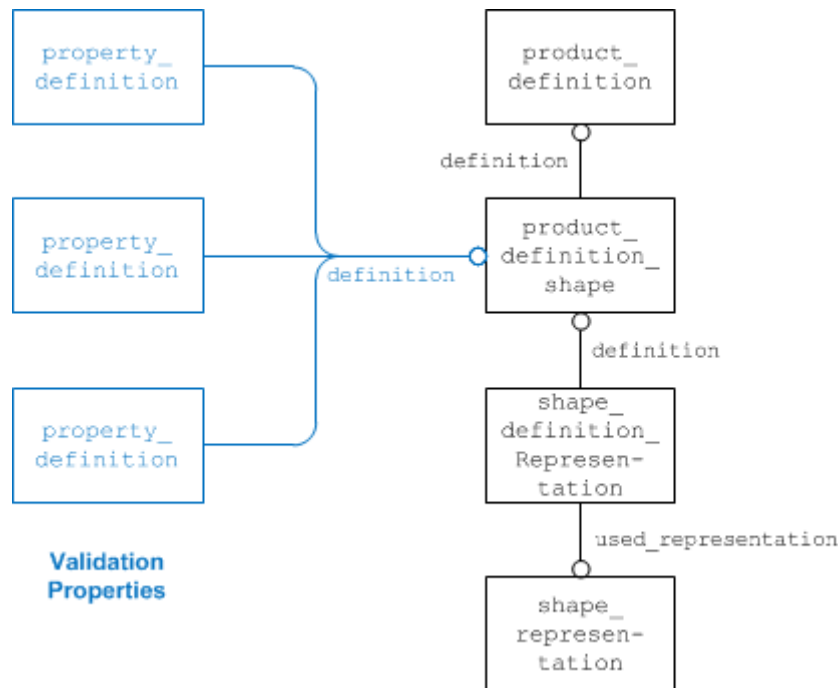 property_
definition
product_
definition
definition
property_
definition
definition
product_
definition_
shape
definition
property_
definition
shape_
definition_
Represen-
tation
used_representation
Validation
Properties
shape_
represen-
tation